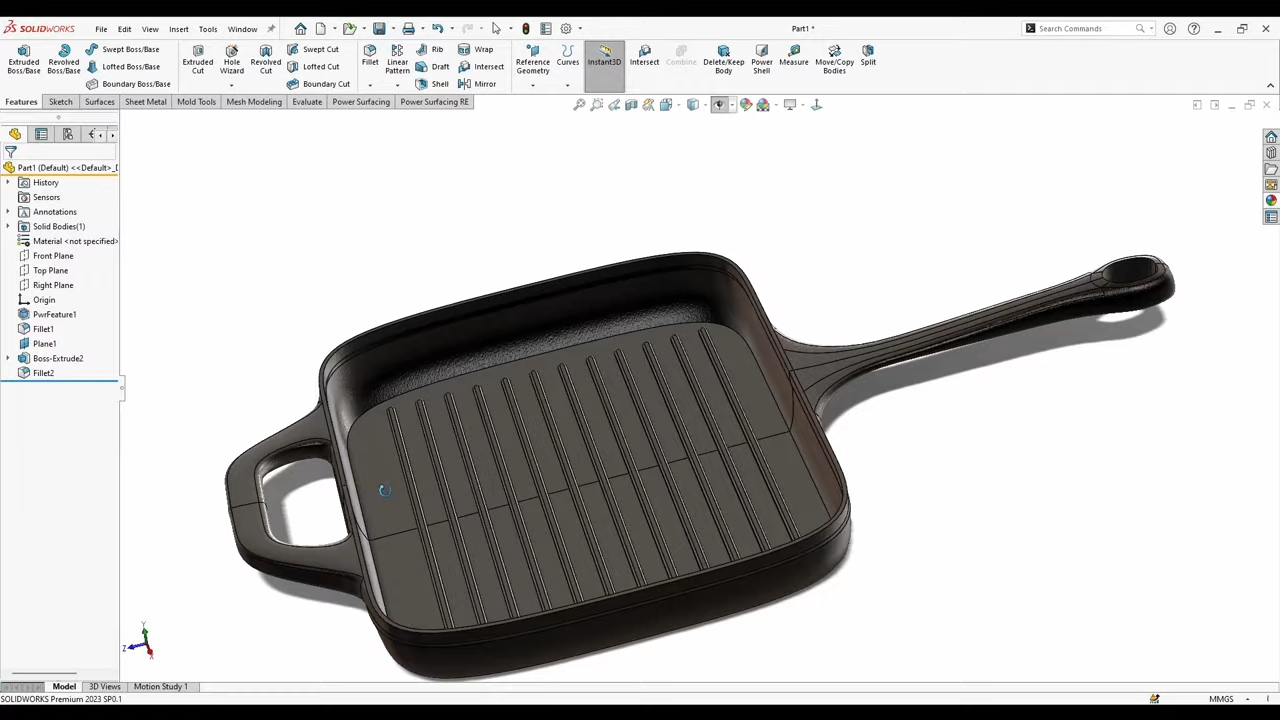 SOLIDWORKS File Edit View Insert Tools Window Part1 * Search Commands
Extruded Boss/Base
Revolved Boss/Base
Swept Boss/Base
Lofted Boss/Base
Boundary Boss/Base
Extruded Cut
Hole Wizard
Revolved Cut
Swept Cut
Lofted Cut
Boundary Cut
Fillet
Linear Pattern
Rib
Draft
Shell
Wrap
Intersect
Mirror
Reference Geometry
Curves
Instant3D
Intersect
Combine
Delete/Keep Body
Power Shell
Measure
Move/Copy Bodies
Split
Features Sketch Surfaces Sheet Metal Mold Tools Mesh Modeling Evaluate Power Surfacing Power Surfacing RE
Part1 (Default) <<Default>_D
History
Sensors
Annotations
Solid Bodies(1)
Material <not specified>
Front Plane
Top Plane
Right Plane
Origin
PwrFeature1
Fillet1
Plane1
Boss-Extrude2
Fillet2
Y
Z
X
Model 3D Views Motion Study 1
SOLIDWORKS Premium 2023 SP0.1 MMGS